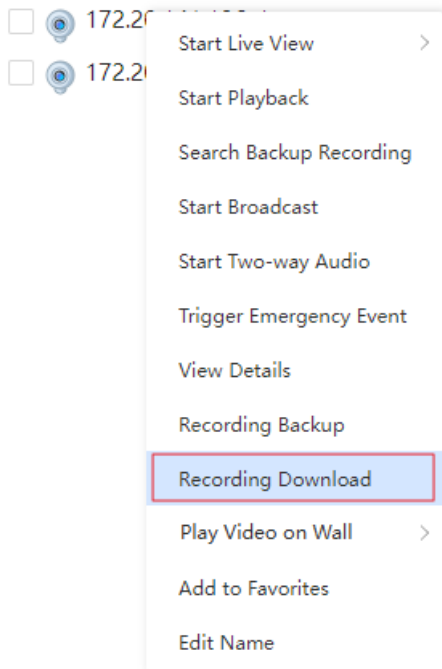 172.20
Start Live View
172.20
Start Playback
Search Backup Recording
Start Broadcast
Start Two-way Audio
Trigger Emergency Event
View Details
Recording Backup
Recording Download
Play Video on Wall
Add to Favorites
Edit Name